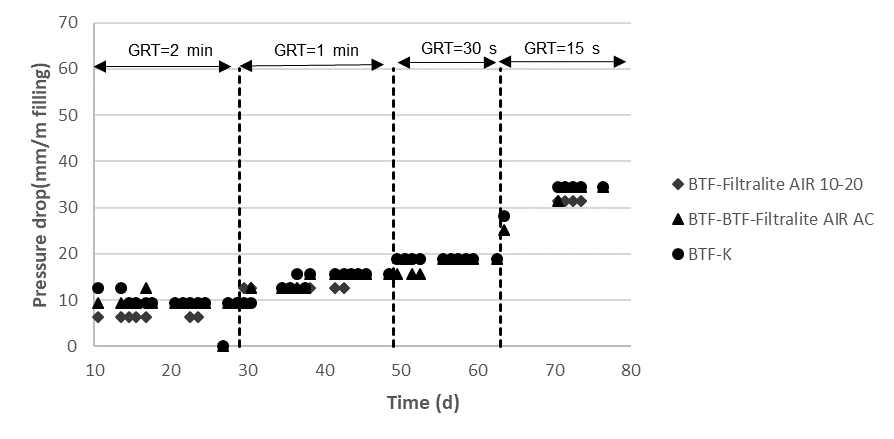 70
60
50
40
30
20
10
0
Pressure drop(mm/m filling)
GRT=2 min
GRT=1 min
GRT=30 s
GRT=15 s
10 20 30 40 50 60 70 80
Time (d)
BTF-Filtralite AIR 10-20
BTF-BTF-Filtralite AIR AC
BTF-K